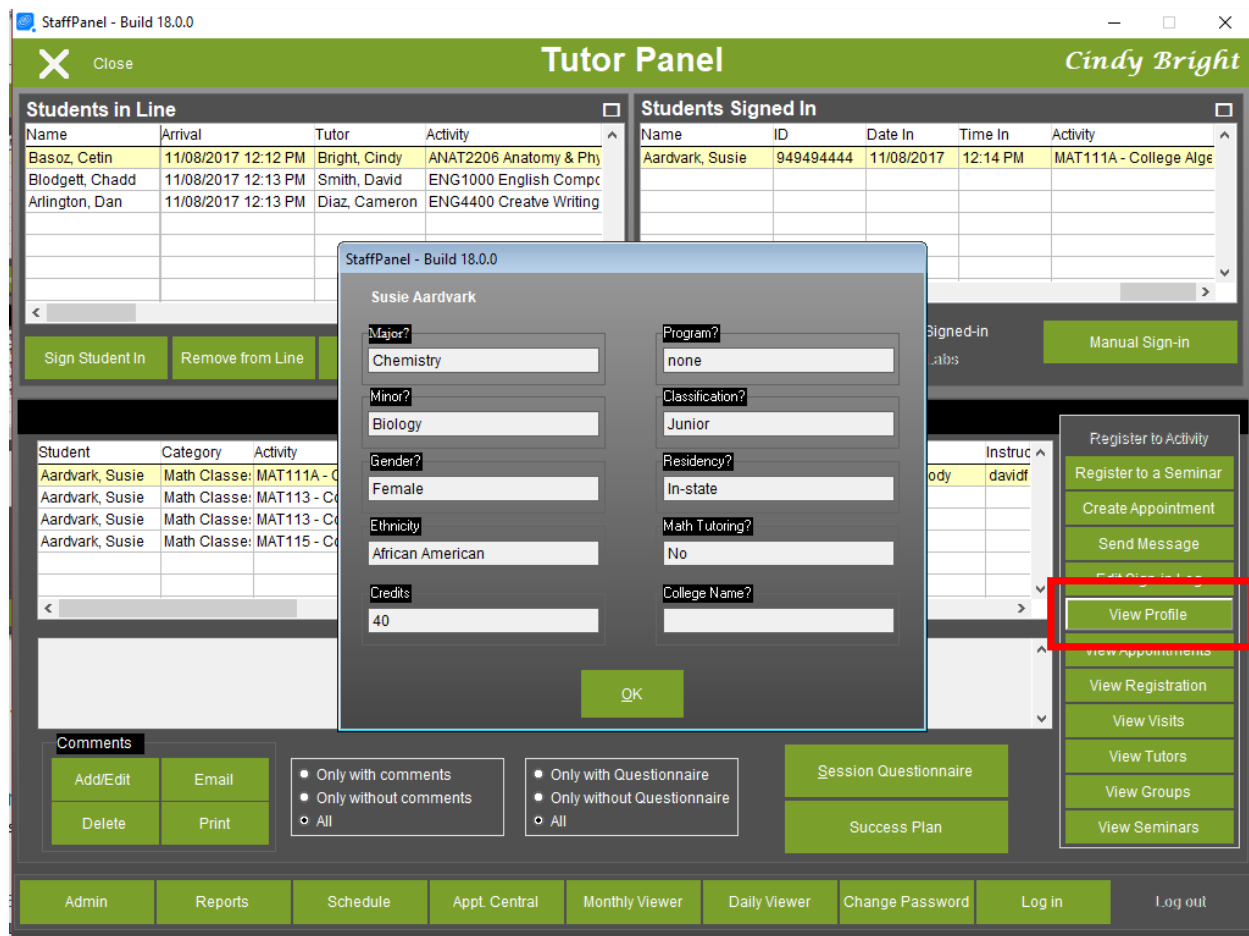 StaffPanel - Build 18.0.0
Close
Tutor Panel
Cindy Bright
Students in Line
Name Arrival Tutor Activity
Basoz, Cetin 11/08/2017 12:12 PM Bright, Cindy ANAT2206 Anatomy & Phy
Blodgett, Chadd 11/08/2017 12:13 PM Smith, David ENG1000 English Compo
Arlington, Dan 11/08/2017 12:13 PM Diaz, Cameron ENG4400 Creatve Writing
Students Signed In
Name ID Date In Time In Activity
Aardvark, Susie 949494444 11/08/2017 12:14 PM MAT111A - College Alge
Sign Student In
Remove from Line
Signed-in
Labs
Manual Sign-in
StaffPanel - Build 18.0.0
Susie Aardvark
Major?
Chemistry
Program?
none
Minor?
Biology
Classification?
Junior
Gender?
Female
Residency?
In-state
Ethnicity
African American
Math Tutoring?
No
Credits
40
College Name?
OK
Student Category Activity Instruc
Aardvark, Susie Math Classes MAT111A - C ody davidf
Aardvark, Susie Math Classes MAT113 - Co
Aardvark, Susie Math Classes MAT113 - Co
Aardvark, Susie Math Classes MAT115 - Co
Register to Activity
Register to a Seminar
Create Appointment
Send Message
Edit Sign-in Log
View Profile
View Appointments
View Registration
View Visits
View Tutors
View Groups
View Seminars
Comments
Add/Edit
Email
Delete
Print
Only with comments
Only without comments
All
Only with Questionnaire
Only without Questionnaire
All
Session Questionnaire
Success Plan
Admin
Reports
Schedule
Appt. Central
Monthly Viewer
Daily Viewer
Change Password
Log in
Log out